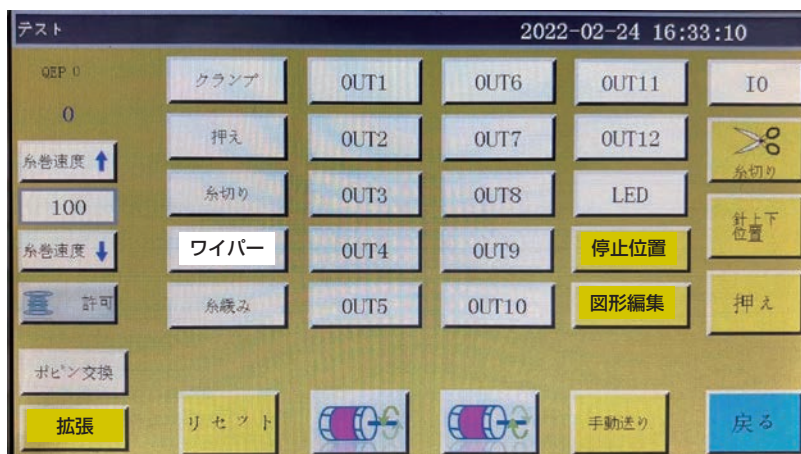 テスト 2022-02-24 16:33:10
QEP 0
0
糸巻速度
100
糸巻速度
許可
ボビン交換
拡張
クランプ OUT1 OUT6 OUT11 IO
押え OUT2 OUT7 OUT12
糸切り
糸切り OUT3 OUT8 LED
針上下
位置
ワイパー OUT4 OUT9 停止位置
糸緩み OUT5 OUT10 図形編集 押え
リセット 手動送り 戻る